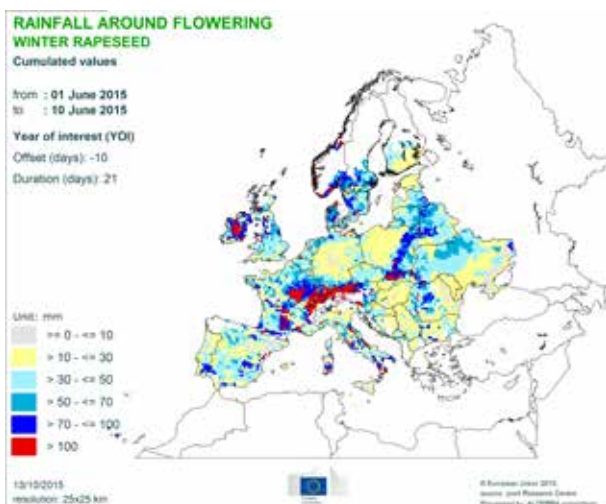 RAINFALL AROUND FLOWERING
WINTER RAPESEED
Cumulated values
from : 01 June 2015
to : 10 June 2015
Year of interest (YOI)
Offset (days): -10
Duration (days): 21
Unit: mm
>= 0 - <= 10
> 10 - <= 30
> 30 - <= 50
> 50 - <= 70
> 70 - <= 100
> 100
13/10/2015
resolution: 25x25 km
© European Union 2015
source: Joint Research Centre